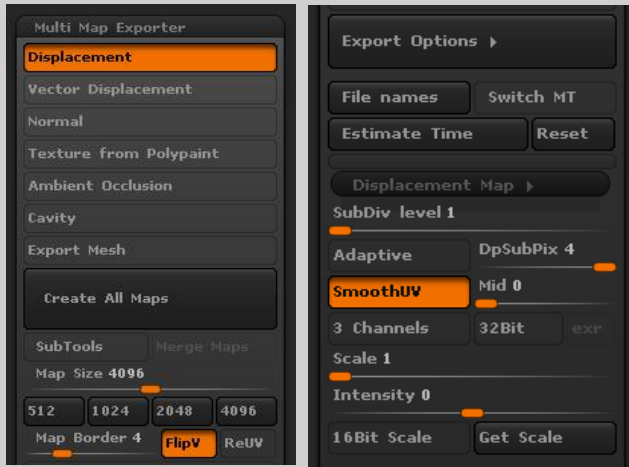 Multi Map Exporter
Displacement
Vector Displacement
Normal
Texture from Polypaint
Ambient Occlusion
Cavity
Export Mesh
Create All Maps
SubTools Merge Maps
Map Size 4096
512 1024 2048 4096
Map Border 4 FlipV ReUV
Export Options
File names Switch MT
Estimate Time Reset
Displacement Map
SubDiv level 1
Adaptive DpSubPix 4
SmoothUV Mid 0
3 Channels 32Bit exr
Scale 1
Intensity 0
16Bit Scale Get Scale